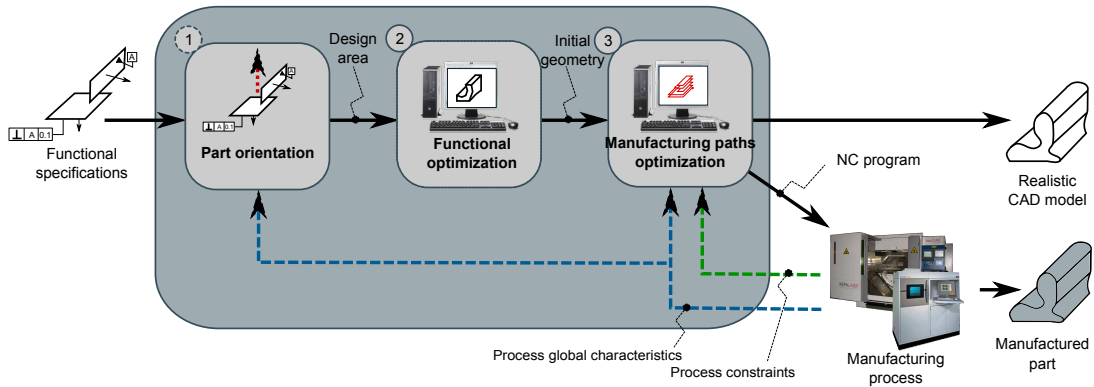 1
Design
area
2
Initial
geometry
3
A
A
⊥ A 0.1
⊥ A 0.1
Functional
specifications
Part orientation
Functional
optimization
Manufacturing paths
optimization
NC program
Realistic
CAD model
Process global characteristics
Process constraints
Manufacturing
process
Manufactured
part